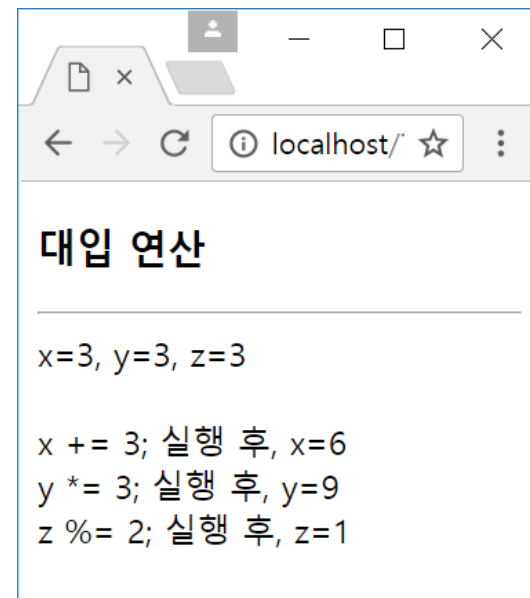 localhost/
대입 연산
x=3, y=3, z=3
x += 3; 실행 후, x=6
y *= 3; 실행 후, y=9
z %= 2; 실행 후, z=1